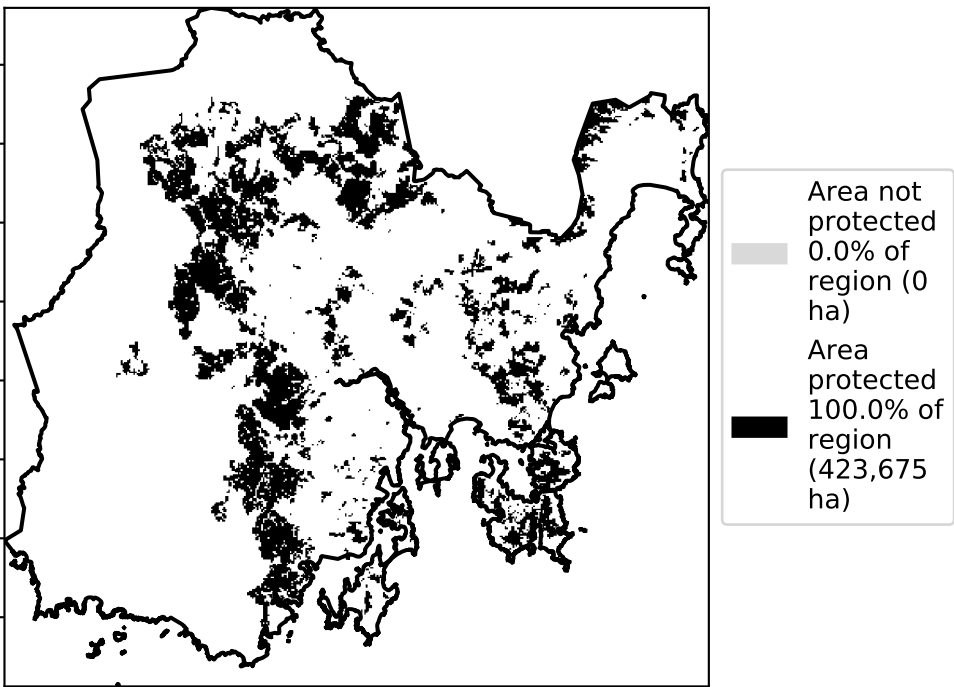 Area not
protected
0.0% of
region (0
ha)
Area
protected
100.0% of
region
(423,675
ha)